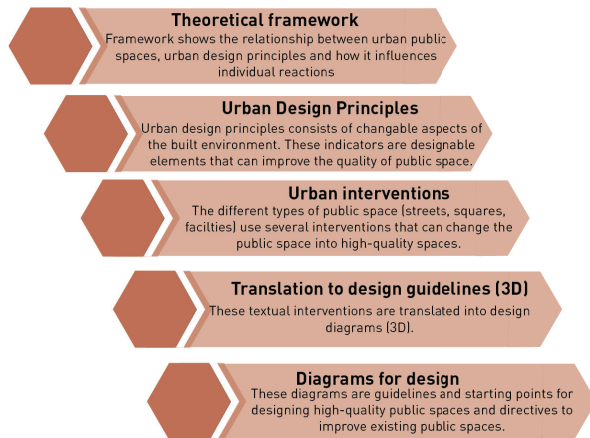 Theoretical framework
Framework shows the relationship between urban public
spaces, urban design principles and how it influences
individual reactions
Urban Design Principles
Urban design principles consists of changable aspects of
the built environment. These indicators are designable
elements that can improve the quality of public space.
Urban interventions
The different types of public space (streets, squares,
facilties) use several interventions that can change the
public space into high-quality spaces.
Translation to design guidelines (3D)
These textual interventions are translated into design
diagrams (3D).
Diagrams for design
These diagrams are guidelines and starting points for
designing high-quality public spaces and directives to
improve existing public spaces.